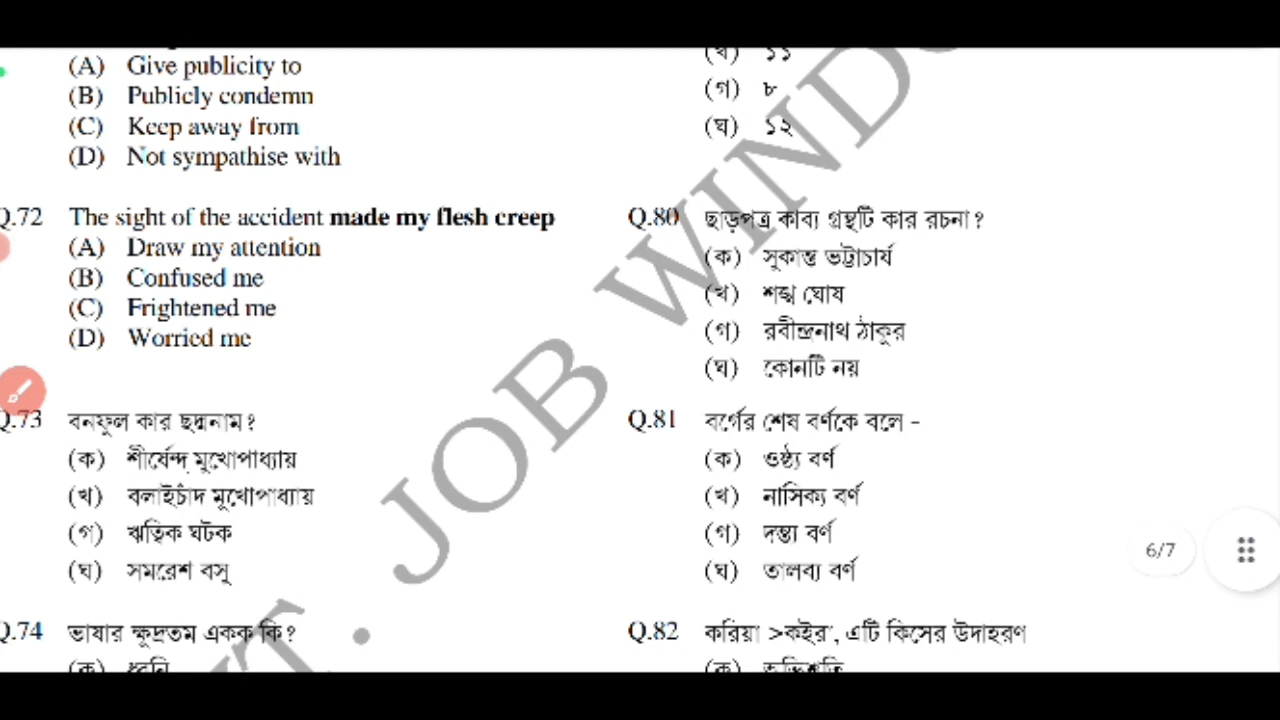 (A) Give publicity to
(B) Publicly condemn
(C) Keep away from
(D) Not sympathise with
Q.72 The sight of the accident made my flesh creep
(A) Draw my attention
(B) Confused me
(C) Frightened me
(D) Worried me
Q.73 বনফুল কার ছদ্মনাম?
(ক) শীর্ষেন্দু মুখোপাধ্যায়
(খ) বলাইচাঁদ মুখোপাধ্যায়
(গ) ঋত্বিক ঘটক
(ঘ) সমরেশ বসু
Q.74 ভাষার ক্ষুদ্রতম একক কি?
(ক) ধ্বনি
(খ) ১১
(গ) ৮
(ঘ) ১২
Q.80 ছাড়পত্র কাব্য গ্রন্থটি কার রচনা?
(ক) সুকান্ত ভট্টাচার্য
(খ) শঙ্খ ঘোষ
(গ) রবীন্দ্রনাথ ঠাকুর
(ঘ) কোনটি নয়
Q.81 বর্গের শেষ বর্ণকে বলে -
(ক) ওষ্ঠ্য বর্ণ
(খ) নাসিক্য বর্ণ
(গ) দন্ত্য বর্ণ
(ঘ) তালব্য বর্ণ
Q.82 করিয়া >কইর‍্যা, এটি কিসের উদাহরণ
(ক)
6/7
T. JOB WINDO